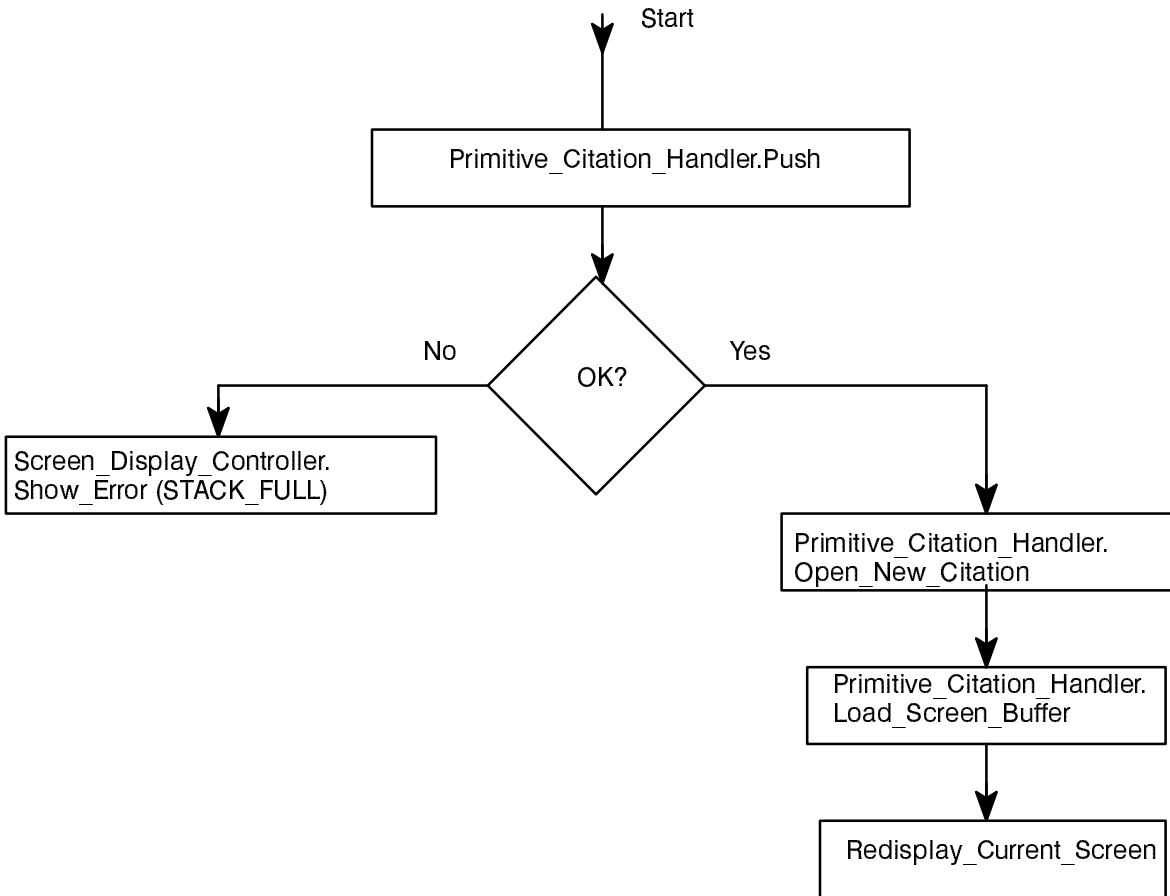 Start
Primitive_Citation_Handler.Push
No
Yes
OK?
Screen_Display_Controller.
Show_Error (STACK_FULL)
Primitive_Citation_Handler.
Open_New_Citation
Primitive_Citation_Handler.
Load_Screen_Buffer
Redisplay_Current_Screen